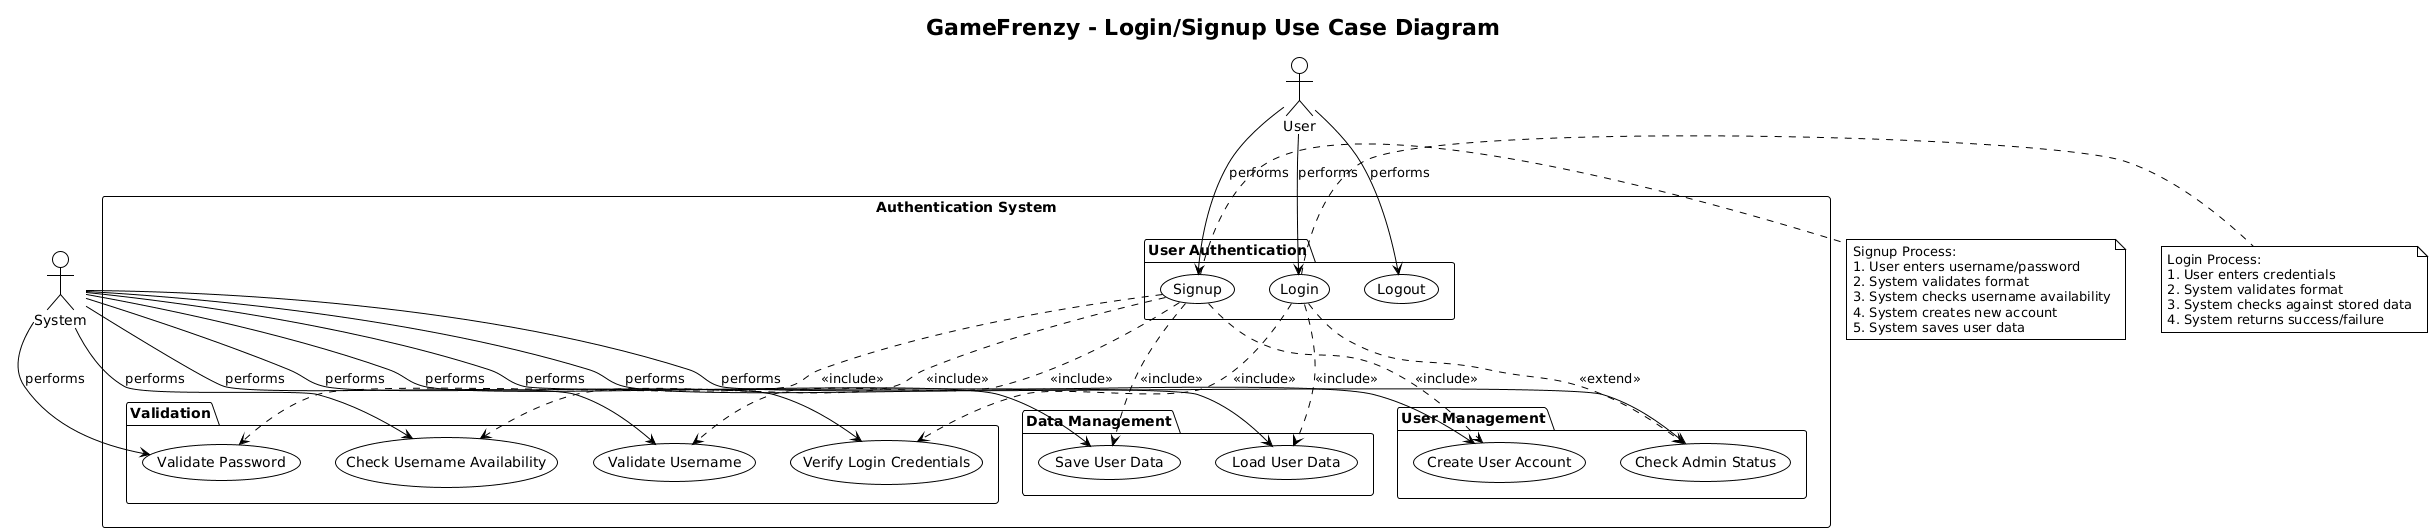 GameFrenzy - Login/Signup Use Case Diagram
User
performs
performs
performs
Authentication System
User Authentication
Signup
Login
Logout
Signup Process:
1. User enters username/password
2. System validates format
3. System checks username availability
4. System creates new account
5. System saves user data
Login Process:
1. User enters credentials
2. System validates format
3. System checks against stored data
4. System returns success/failure
System
performs
performs
performs
performs
performs
performs
performs
performs
«include»
«include»
«include»
«include»
«include»
«include»
«include»
«extend»
Validation
Validate Password
Check Username Availability
Validate Username
Verify Login Credentials
Data Management
Save User Data
Load User Data
User Management
Create User Account
Check Admin Status